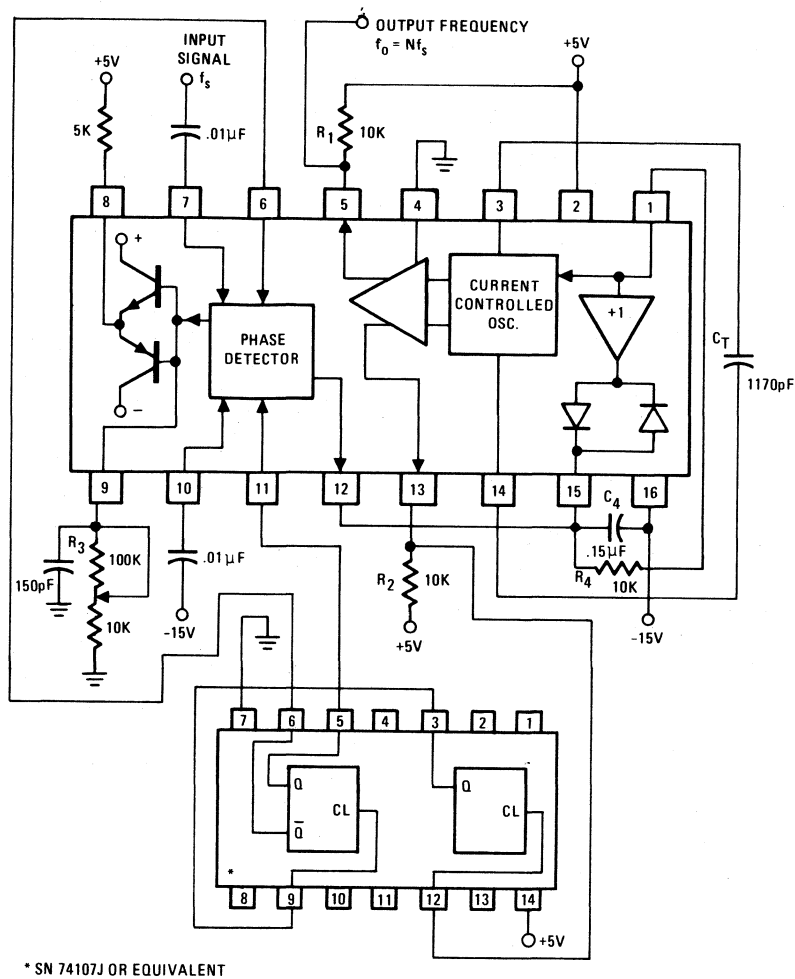 OUTPUT FREQUENCY
f₀ = Nfₛ
INPUT
SIGNAL
fₛ
+5V
+5V
5K
.01µF
R₁
10K
8
7
6
5
4
3
2
1
+
−
PHASE
DETECTOR
CURRENT
CONTROLLED
OSC.
+1
C_T
1170pF
9
10
11
12
13
14
15
16
R₃
100K
150pF
10K
.01µF
-15V
R₂
10K
+5V
C₄
.15µF
R₄
10K
-15V
7
6
5
4
3
2
1
Q
Q̅
CL
Q
CL
*
8
9
10
11
12
13
14
+5V
* SN 74107J OR EQUIVALENT